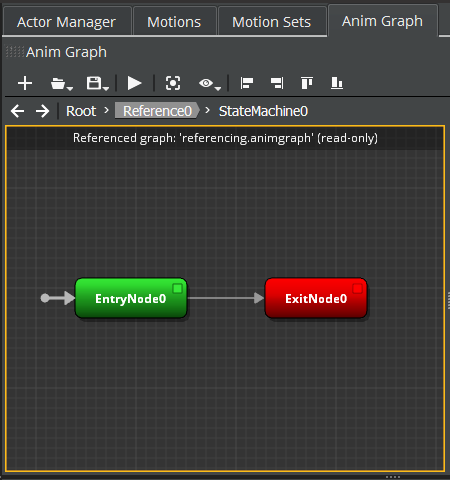 Actor Manager Motions Motion Sets Anim Graph
Anim Graph
Root > Reference0 > StateMachine0
Referenced graph: 'referencing.animgraph' (read-only)
EntryNode0 ExitNode0